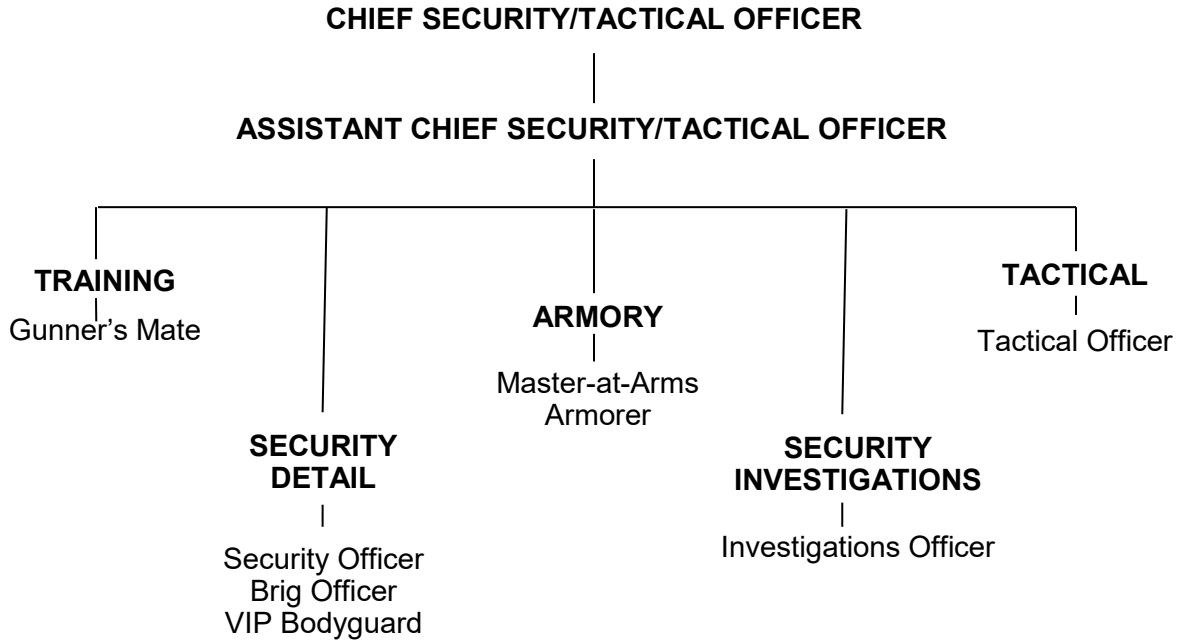 CHIEF SECURITY/TACTICAL OFFICER
ASSISTANT CHIEF SECURITY/TACTICAL OFFICER
TRAINING
Gunner’s Mate
SECURITY
DETAIL
Security Officer
Brig Officer
VIP Bodyguard
ARMORY
Master-at-Arms
Armorer
SECURITY
INVESTIGATIONS
Investigations Officer
TACTICAL
Tactical Officer